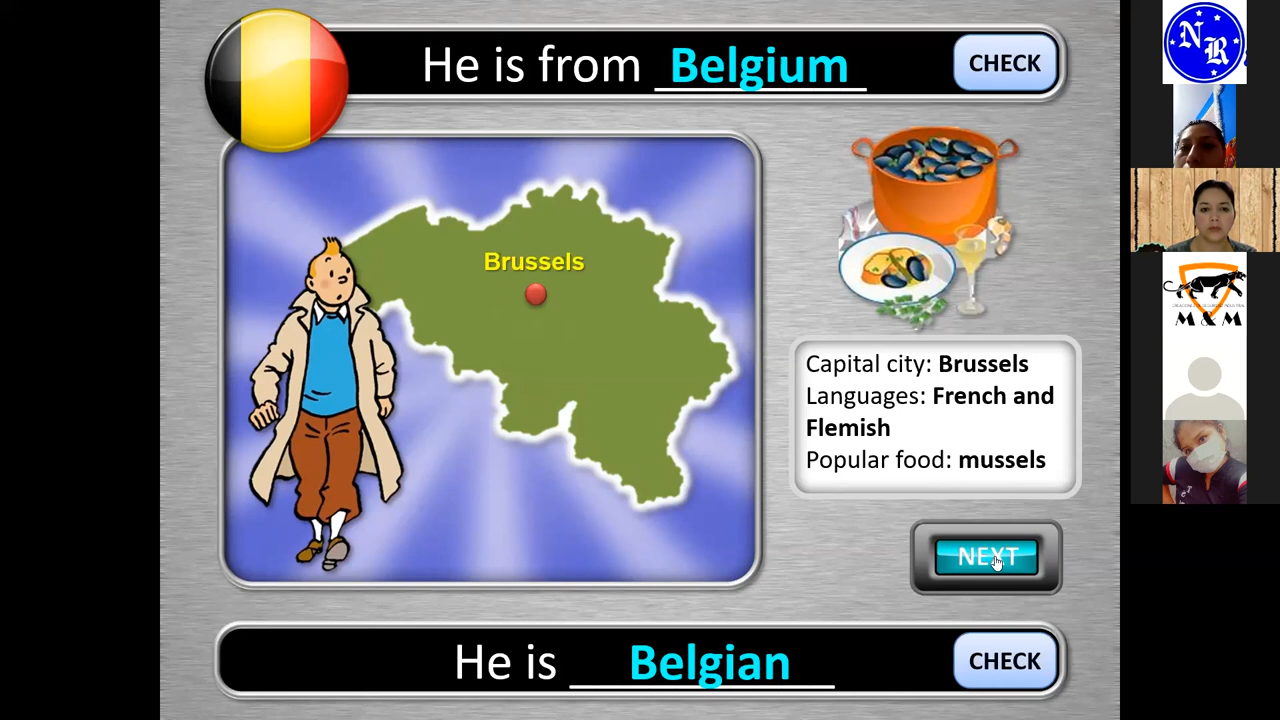 He is from Belgium
CHECK
Brussels
Capital city: Brussels
Languages: French and
Flemish
Popular food: mussels
NEXT
He is Belgian
CHECK
N R
M & M